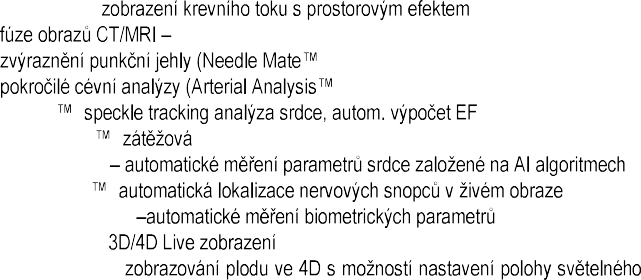 zobrazení krevního toku s prostorovým efektem
fúze obrazů CT/MRI –
zvýraznění punkční jehly (Needle Mate™
pokročilé cévní analýzy (Arterial Analysis™
™ speckle tracking analýza srdce, autom. výpočet EF
™ zátěžová
– automatické měření parametrů srdce založené na AI algoritmech
™ automatická lokalizace nervových snopců v živém obraze
–automatické měření biometrických parametrů
3D/4D Live zobrazení
zobrazování plodu ve 4D s možností nastavení polohy světelného